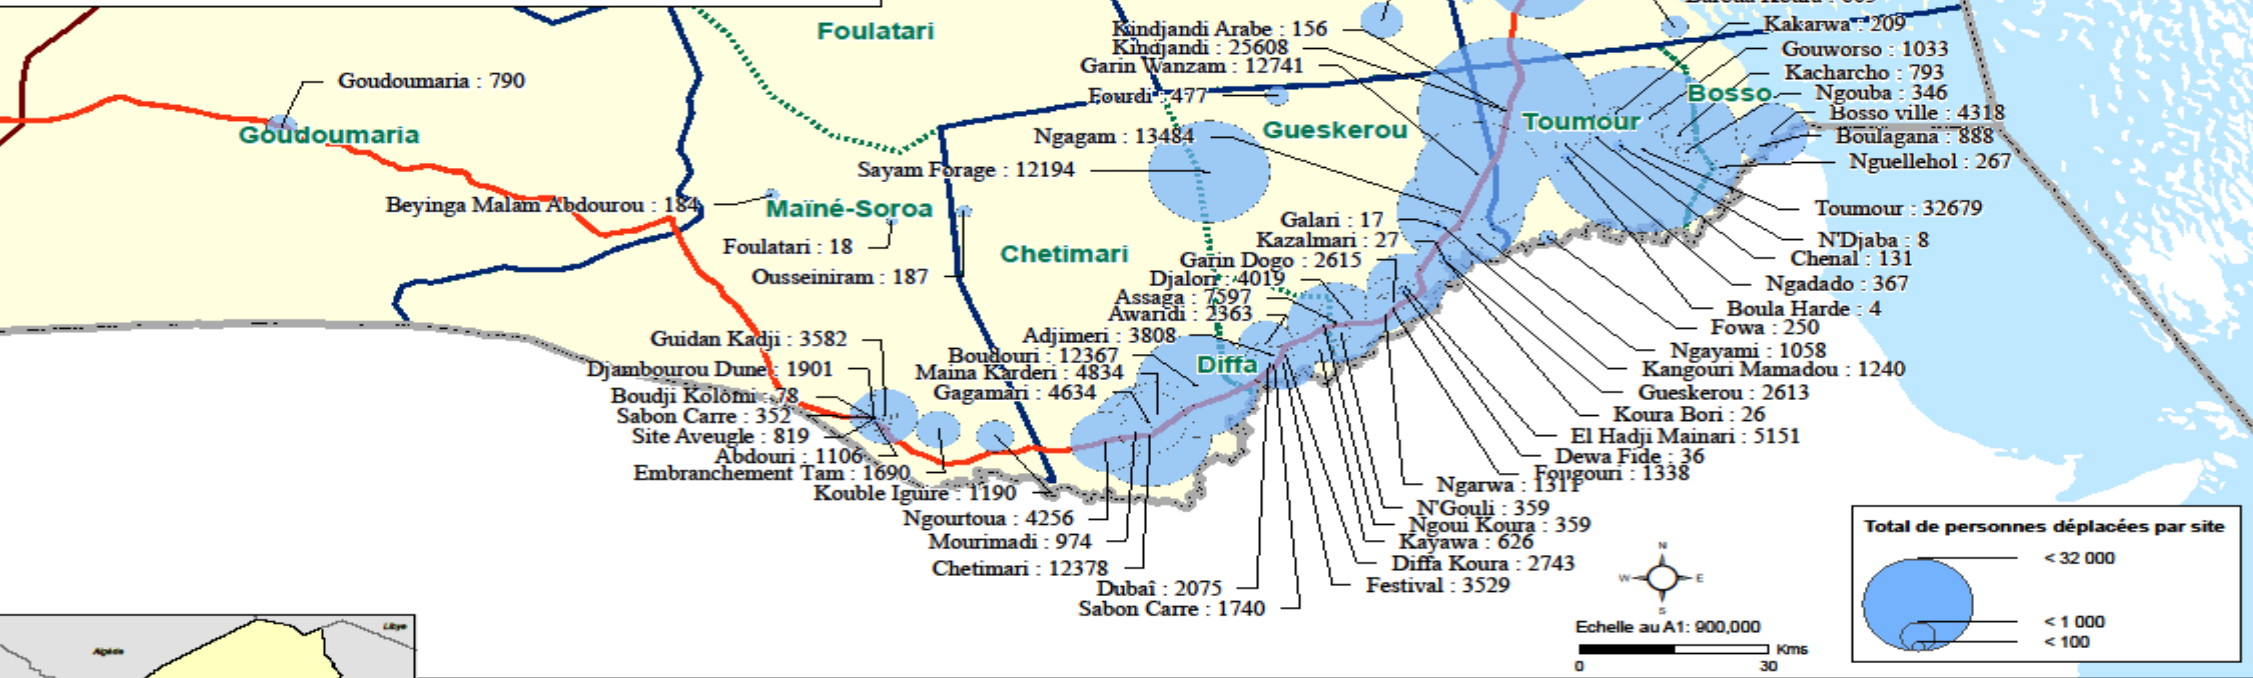 Foulatari
Goudoumaria : 790
Goudoumaria
Beyinga Malam Abdourou : 184
Maïné-Soroa
Foulatari : 18
Ousseiniram : 187
Chetimari
Kindjandi Arabe : 156
Kindjandi : 25608
Garin Wanzam : 12741
Fourdi : 477
Ngagam : 13484
Gueskerou
Sayam Forage : 12194
Toumour
Bosso
Kakarwa : 209
Gouworso : 1033
Kacharcho : 793
Ngouba : 346
Bosso ville : 4318
Boulagana : 888
Nguellehol : 267
Toumour : 32679
N'Djaba : 8
Chenal : 131
Ngadado : 367
Boula Harde : 4
Fowa : 250
Ngayami : 1058
Kangouri Mamadou : 1240
Gueskerou : 2613
Koura Bori : 26
El Hadji Mainari : 5151
Dewa Fide : 36
Fougouri : 1338
Ngarwa : 1311
N'Gouli : 359
Ngoui Koura : 359
Kayawa : 626
Diffa Koura : 2743
Festival : 3529
Galari : 17
Kazalmari : 27
Garin Dogo : 2615
Djalori : 4019
Assaga : 7597
Awaridi : 2363
Adjimeri : 3808
Diffa
Boudouri : 12367
Maina Karderi : 4834
Gagamari : 4634
Guidan Kadji : 3582
Djambourou Dune : 1901
Boudji Kolomi : 78
Sabon Carre : 352
Site Aveugle : 819
Abdouri : 1106
Embranchement Tam : 1690
Kouble Iguire : 1190
Ngourtoua : 4256
Mourimadi : 974
Chetimari : 12378
Dubaî : 2075
Sabon Carre : 1740
N
W E
S
Echelle au A1: 900,000
Kms
0 30
Total de personnes déplacées par site
< 32 000
< 1 000
< 100
Algérie
Libye